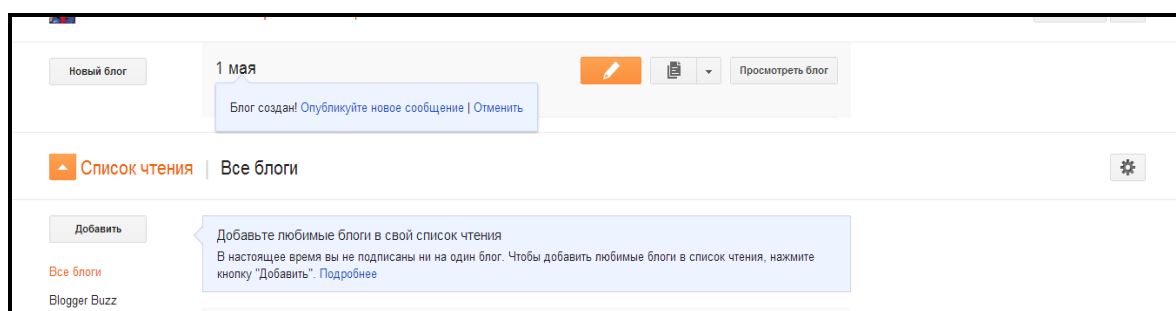 Новый блог
1 мая
Просмотреть блог
Блог создан! Опубликуйте новое сообщение | Отменить
Список чтения | Все блоги
Добавить
Добавьте любимые блоги в свой список чтения
В настоящее время вы не подписаны ни на один блог. Чтобы добавить любимые блоги в список чтения, нажмите
кнопку "Добавить". Подробнее
Все блоги
Blogger Buzz